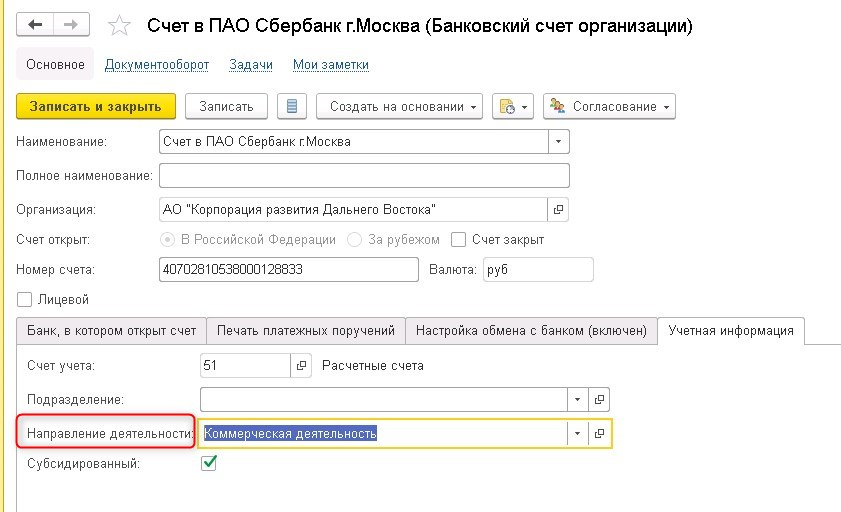 Счет в ПАО Сбербанк г.Москва (Банковский счет организации)
Основное Документооборот Задачи Мои заметки
Записать и закрыть Записать Создать на основании Согласование
Наименование: Счет в ПАО Сбербанк г.Москва
Полное наименование:
Организация: АО "Корпорация развития Дальнего Востока"
Счет открыт: В Российской Федерации За рубежом Счет закрыт
Номер счета: 40702810538000128833 Валюта: руб
Лицевой
Банк, в котором открыт счет Печать платежных поручений Настройка обмена с банком (включен) Учетная информация
Счет учета: 51 Расчетные счета
Подразделение:
Направление деятельности: Коммерческая деятельность
Субсидированный: